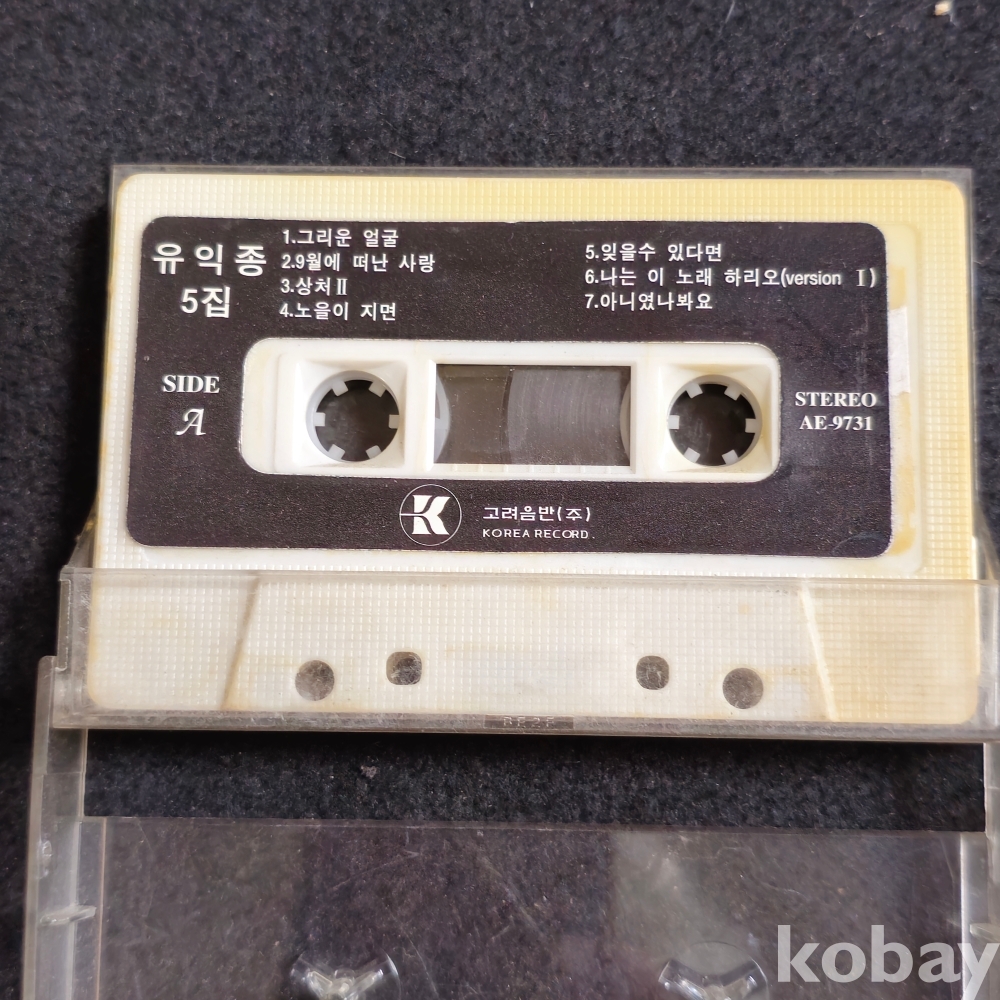 유익종
5집
1.그리운 얼굴
2.9월에 떠난 사랑
3.상처Ⅱ
4.노을이 지면
5.잊을수 있다면
6.나는 이 노래 하리오(version Ⅰ)
7.아니였나봐요
SIDE
A
STEREO
AE-9731
K
고려음반(주)
KOREA RECORD.
kobay